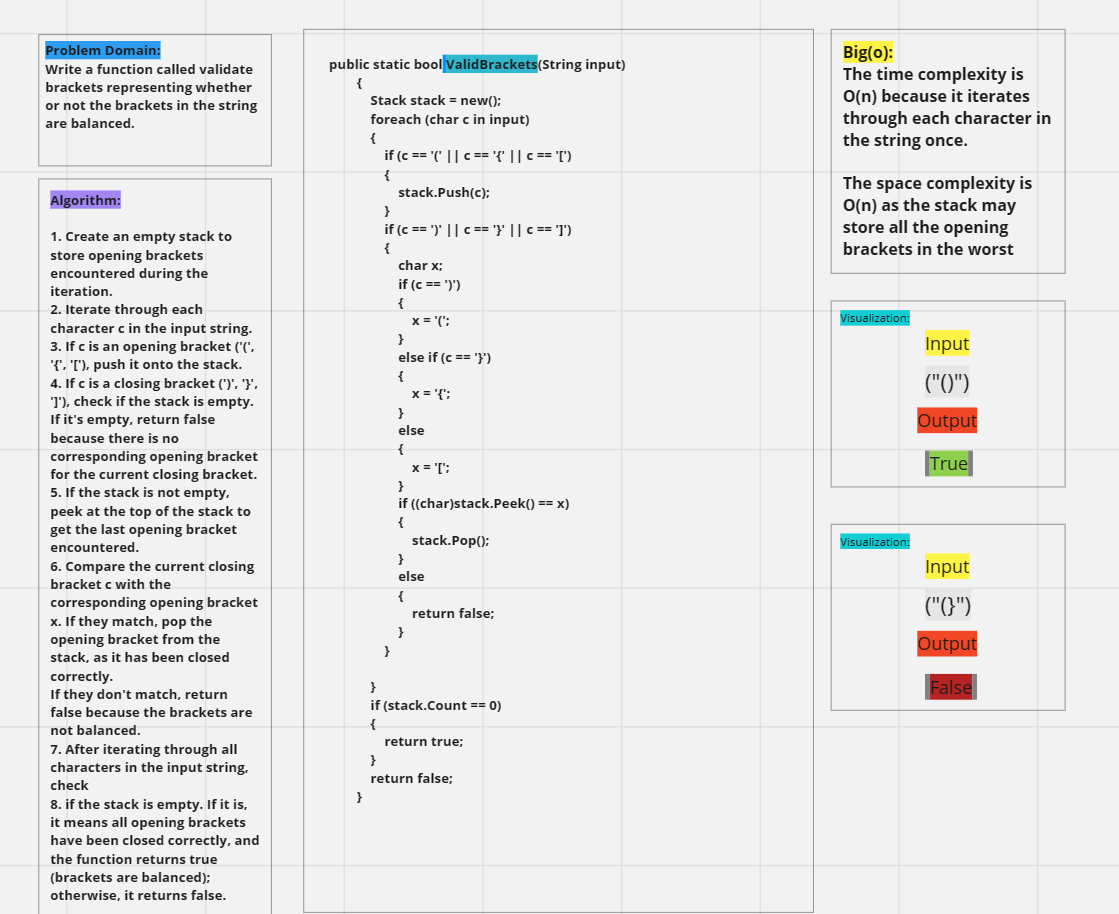 Problem Domain:
Write a function called validate
brackets representing whether
or not the brackets in the string
are balanced.
Algorithm:
1. Create an empty stack to
store opening brackets
encountered during the
iteration.
2. Iterate through each
character c in the input string.
3. If c is an opening bracket ('(',
'{', '['), push it onto the stack.
4. If c is a closing bracket (')', '}',
']'), check if the stack is empty.
If it's empty, return false
because there is no
corresponding opening bracket
for the current closing bracket.
5. If the stack is not empty,
peek at the top of the stack to
get the last opening bracket
encountered.
6. Compare the current closing
bracket c with the
corresponding opening bracket
x. If they match, pop the
opening bracket from the
stack, as it has been closed
correctly.
If they don't match, return
false because the brackets are
not balanced.
7. After iterating through all
characters in the input string,
check
8. if the stack is empty. If it is,
it means all opening brackets
have been closed correctly, and
the function returns true
(brackets are balanced);
otherwise, it returns false.
public static bool ValidBrackets(String input)
{
Stack stack = new();
foreach (char c in input)
{
if (c == '(' || c == '{' || c == '[')
{
stack.Push(c);
}
if (c == ')' || c == '}' || c == ']')
{
char x;
if (c == ')')
{
x = '(';
}
else if (c == '}')
{
x = '{';
}
else
{
x = '[';
}
if ((char)stack.Peek() == x)
{
stack.Pop();
}
else
{
return false;
}
}
}
if (stack.Count == 0)
{
return true;
}
return false;
}
Big(o):
The time complexity is
O(n) because it iterates
through each character in
the string once.
The space complexity is
O(n) as the stack may
store all the opening
brackets in the worst
Visualization:
Input
("()")
Output
True
Visualization:
Input
("(}")
Output
False